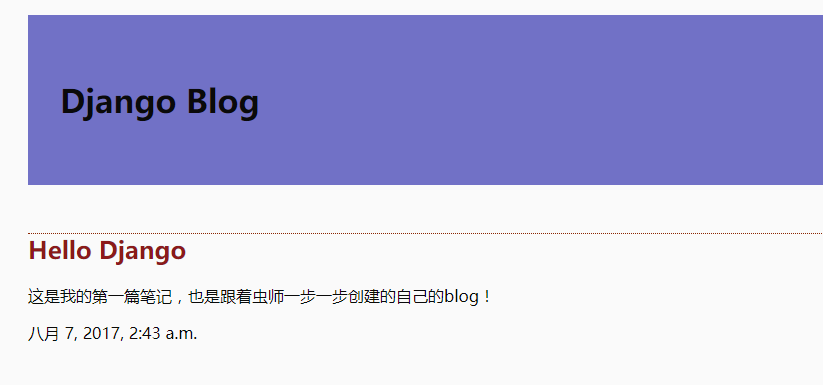 Django Blog
Hello Django
这是我的第一篇笔记，也是跟着虫师一步一步创建的自己的blog！
八月 7, 2017, 2:43 a.m.